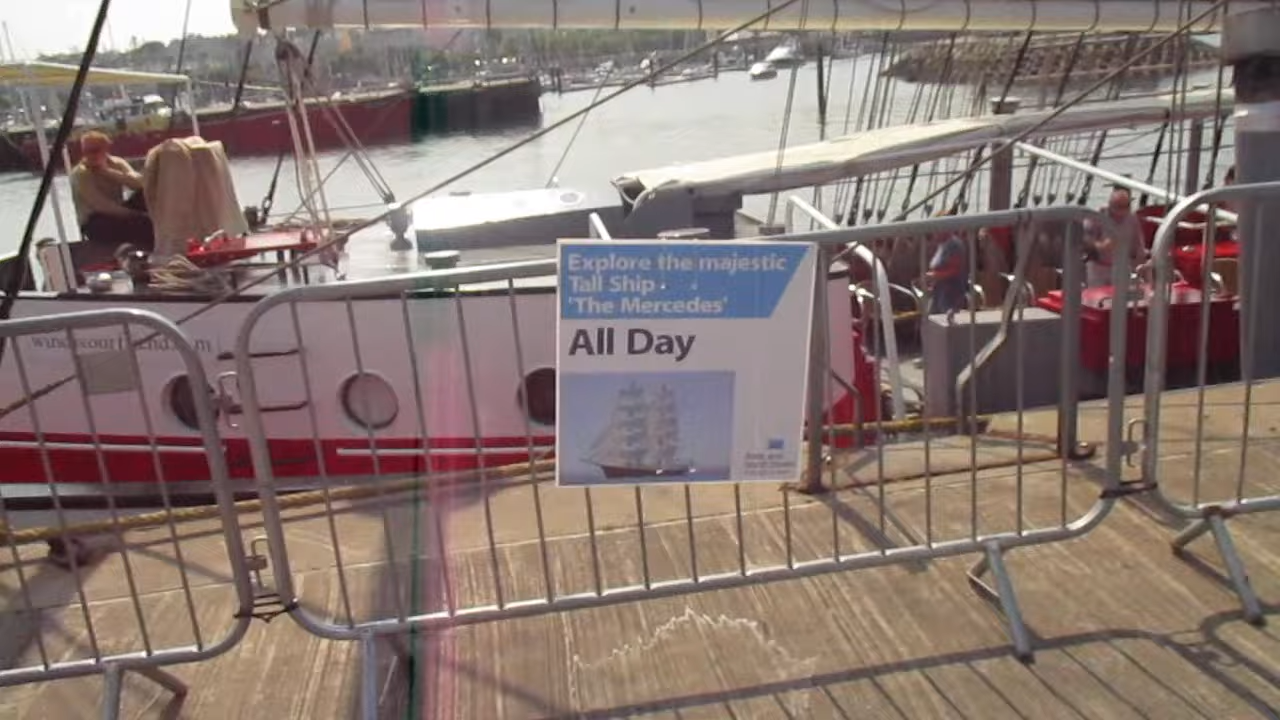 Explore the majestic
Tall Ship -
'The Mercedes'
All Day